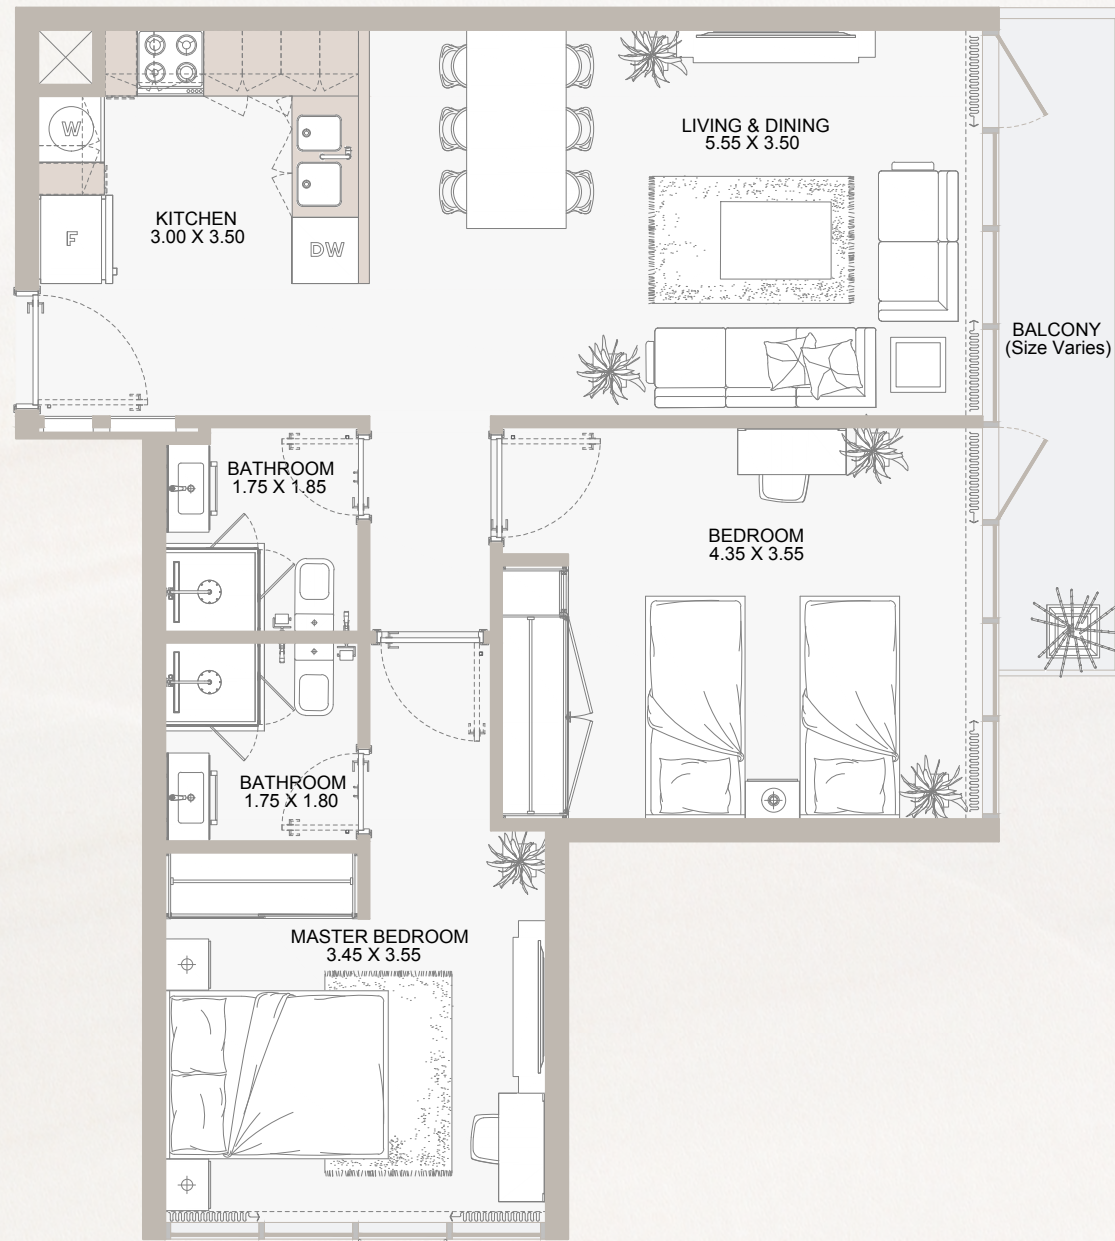 LIVING & DINING
5.55 X 3.50
W
KITCHEN
3.00 X 3.50
F
DW
BALCONY
(Size Varies)
BATHROOM
1.75 X 1.85
BEDROOM
4.35 X 3.55
BATHROOM
1.75 X 1.80
MASTER BEDROOM
3.45 X 3.55